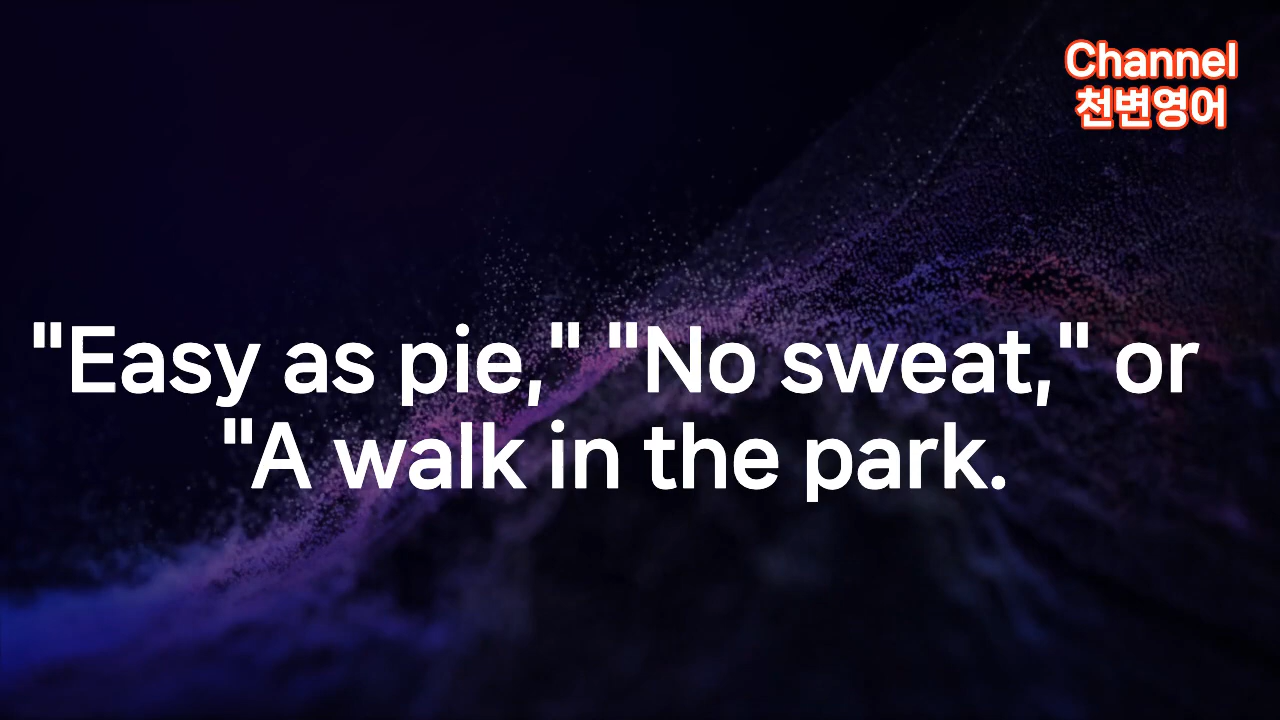 Channel
천변영어
"Easy as pie," "No sweat," or
"A walk in the park.